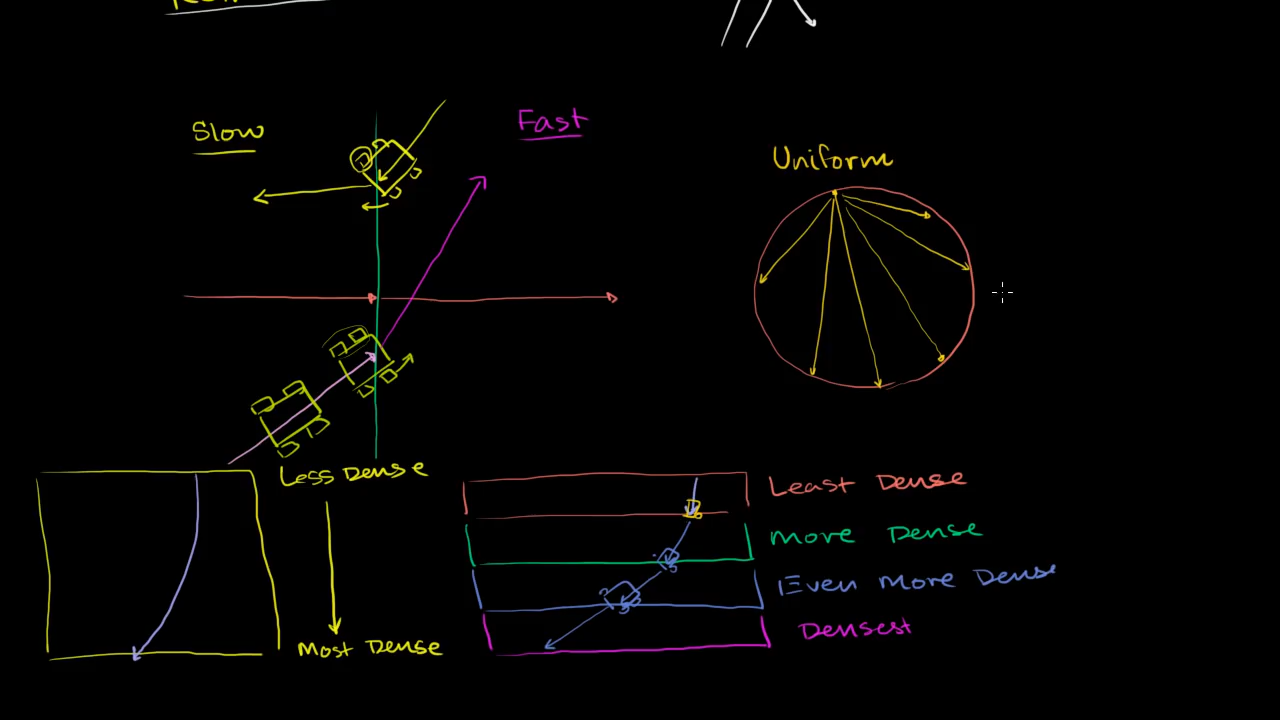 Slow
Fast
Uniform
Less Dense
Most Dense
Least Dense
More Dense
Even More Dense
Densest